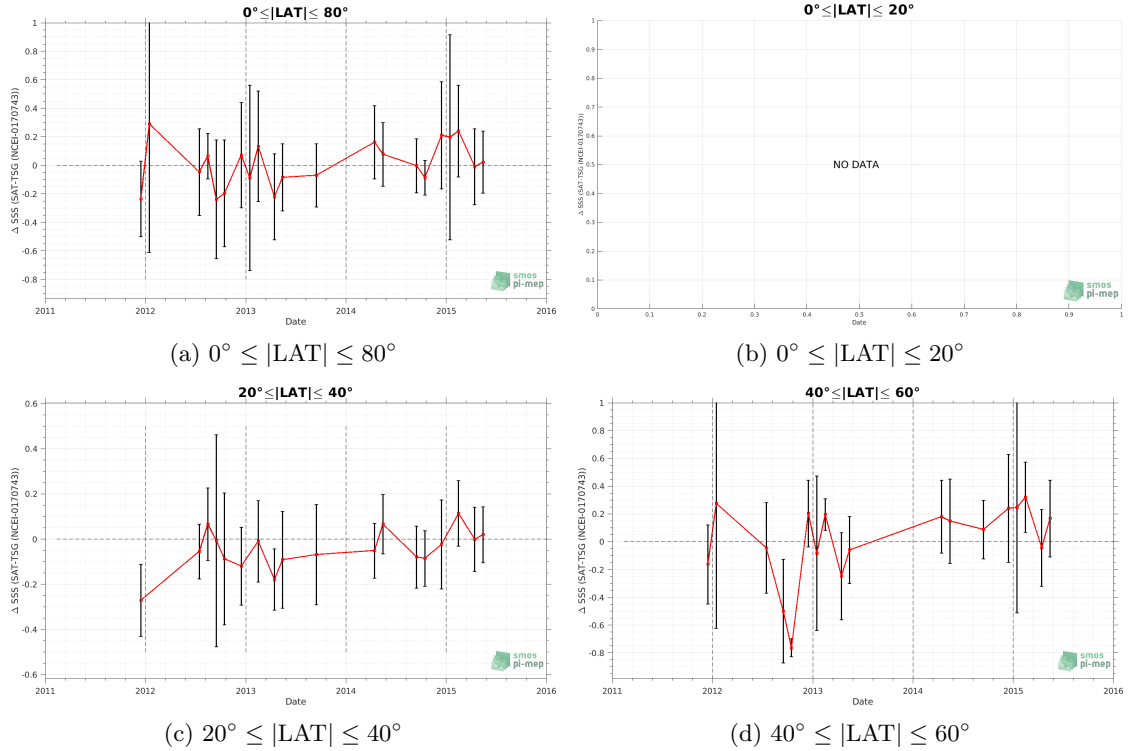 0°≤|LAT|≤ 80°
Δ SSS (SAT-TSG (NCEI-0170743))
1
0.8
0.6
0.4
0.2
0
-0.2
-0.4
-0.6
-0.8
2011 2012 2013 2014 2015 2016
Date
smos
pi-mep
(a) 0° ≤ |LAT| ≤ 80°
0°≤|LAT|≤ 20°
Δ SSS (SAT-TSG (NCEI-0170743))
1
0.9
0.8
0.7
0.6
0.5
0.4
0.3
0.2
0.1
0
NO DATA
0 0.1 0.2 0.3 0.4 0.5 0.6 0.7 0.8 0.9 1
Date
smos
pi-mep
(b) 0° ≤ |LAT| ≤ 20°
20°≤|LAT|≤ 40°
Δ SSS (SAT-TSG (NCEI-0170743))
0.6
0.4
0.2
0
-0.2
-0.4
-0.6
2011 2012 2013 2014 2015 2016
Date
smos
pi-mep
(c) 20° ≤ |LAT| ≤ 40°
40°≤|LAT|≤ 60°
Δ SSS (SAT-TSG (NCEI-0170743))
1
0.8
0.6
0.4
0.2
0
-0.2
-0.4
-0.6
-0.8
2011 2012 2013 2014 2015 2016
Date
smos
pi-mep
(d) 40° ≤ |LAT| ≤ 60°